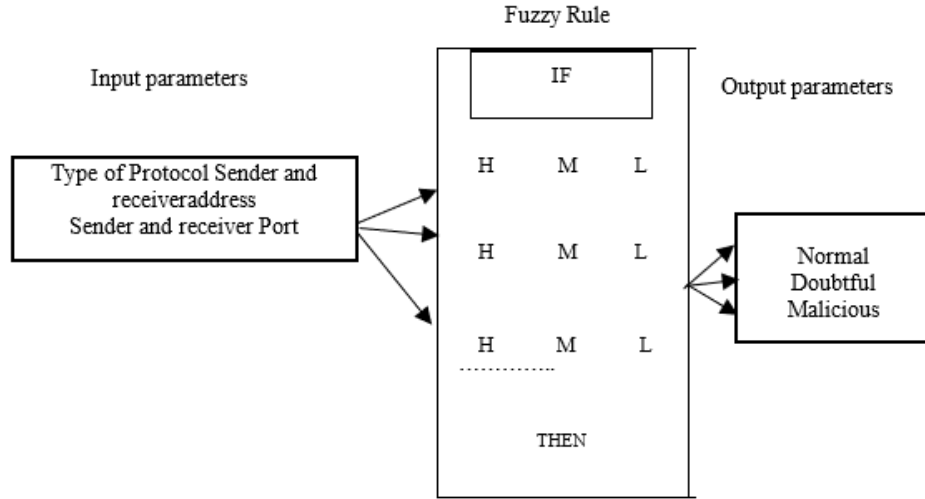 Fuzzy Rule
Input parameters
IF
Output parameters
Type of Protocol Sender and
receiveraddress
Sender and receiver Port
H M L
H M L
Normal
Doubtful
Malicious
H M L
THEN